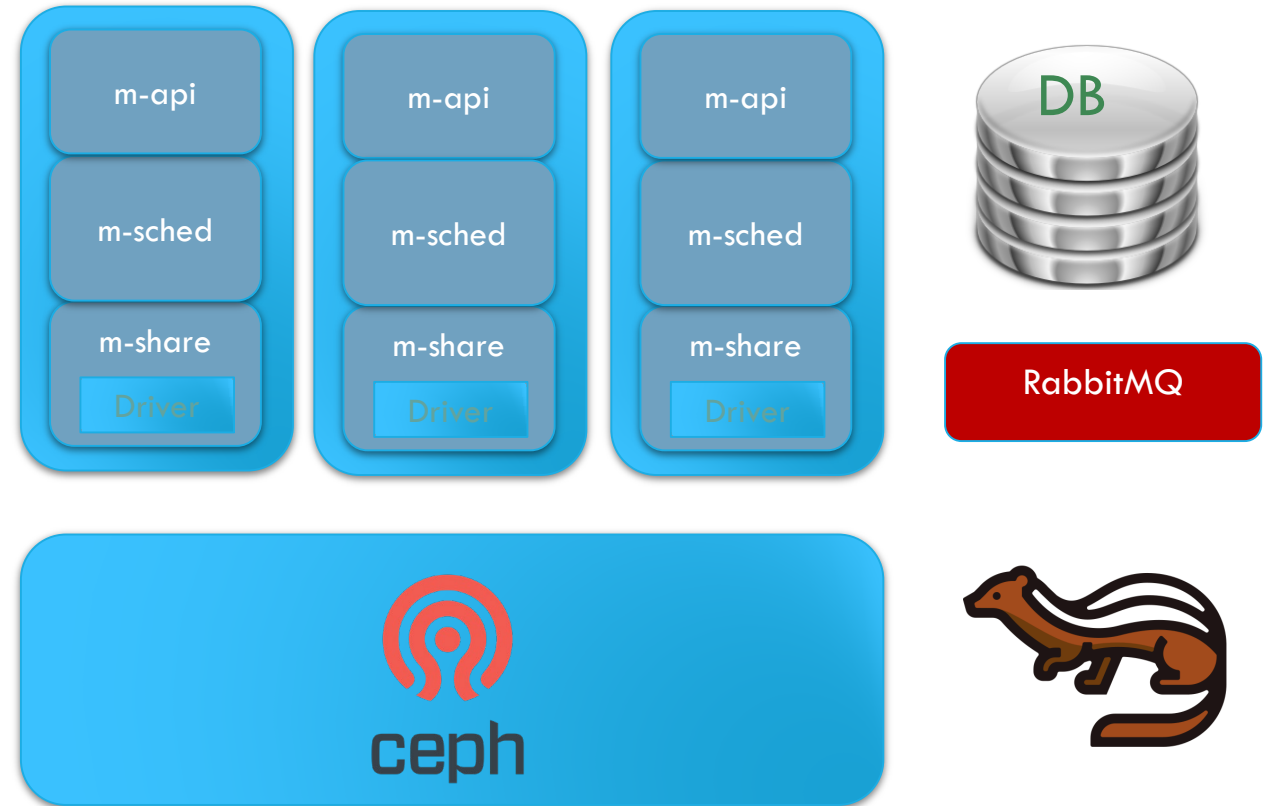 m-api
m-sched
m-share
Driver
m-api
m-sched
m-share
Driver
m-api
m-sched
m-share
Driver
DB
RabbitMQ
ceph